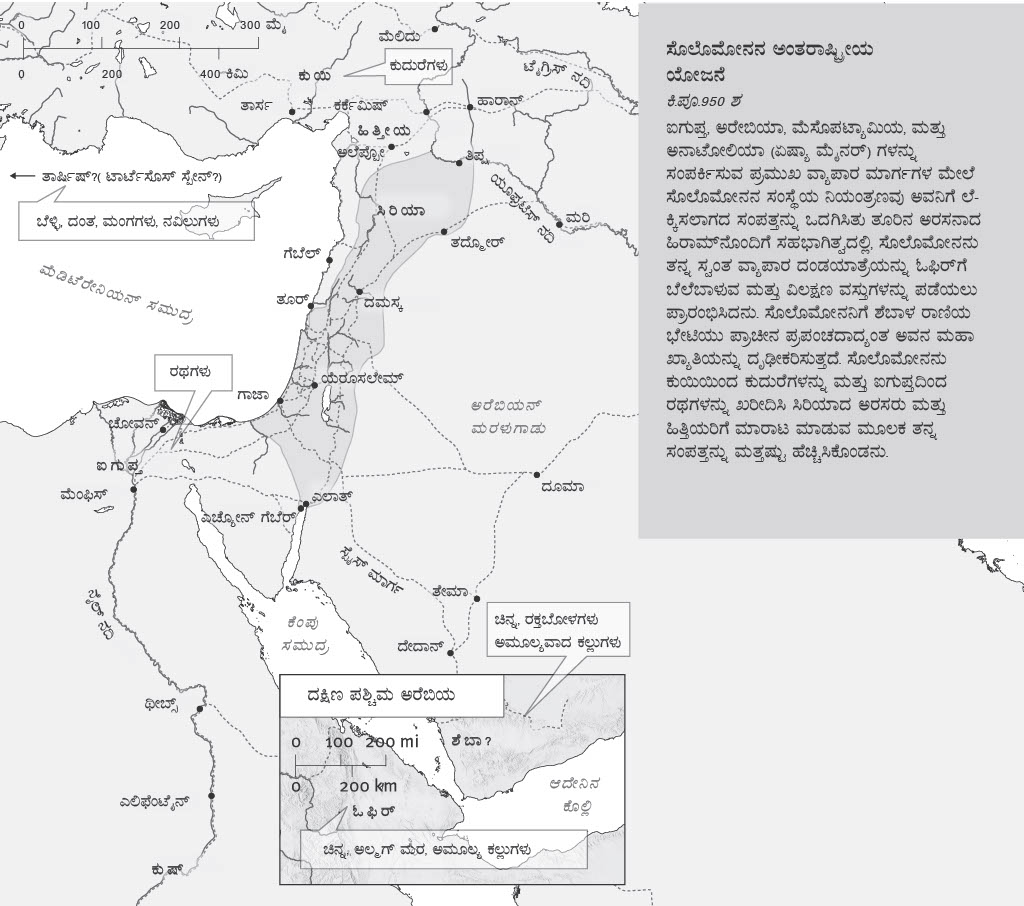 0 100 200 300 ಮೈ
0 200 400 ಕಿಮಿ
ಮೆಲಿದು
ಕುದುರೆಗಳು
ಕುಯಿ
ಟೈಗ್ರಿಸ್ ನದಿ
ತಾರ್ಸ
ಕರ್ಕೆಮಿಷ್
ಹಾರಾನ್
ಹಿತ್ತೀಯ
ಅಲೆಪ್ಪೋ
ತಿಪ್ಸ
ತಾರ್ಷಿಷ್?( ಟಾರ್ಟೆಸೊಸ್ ಸ್ಪೇನ್?)
ಬೆಳ್ಳಿ, ದಂತ, ಮಂಗಗಳು, ನವಿಲುಗಳು
ಯೂಫ್ರಟಿಸ್ ನದಿ
ಸಿರಿಯಾ
ಮರಿ
ತದ್ಮೋರ್
ಗೆಬೆಲ್
ಮೆಡಿಟೆರೇನಿಯನ್ ಸಮುದ್ರ
ತೂರ್
ದಮಸ್ಕ
ರಥಗಳು
ಯೆರೂಸಲೇಮ್
ಗಾಜಾ
ಅರೆಬಿಯನ್
ಮರಳುಗಾಡು
ಚೋವನ್
ಐಗುಪ್ತ
ಮೆಂಫಿಸ್
ದೂಮಾ
ಎಲಾತ್
ಎಚ್ಯೋನ್ ಗೆಬೆರ್
ಸ್ಪೈಸ್ ಮಾರ್ಗ
ತೇಮಾ
ನೈಲ್ ನದಿ
ಚಿನ್ನ, ರಕ್ತಬೋಳಗಳು
ಅಮೂಲ್ಯವಾದ ಕಲ್ಲುಗಳು
ಕೆಂಪು
ಸಮುದ್ರ
ದೇದಾನ್
ಥೀಬ್ಸ್
ದಕ್ಷಿಣ ಪಶ್ಚಿಮ ಅರೆಬಿಯ
0 100 200 mi
0 200 km
ಶೆಬಾ?
ಆದೇನಿನ
ಕೊಲ್ಲಿ
ಎಲಿಫೆಂಟೈನ್
ಓಫಿರ್
ಚಿನ್ನ, ಅಲ್ಮಗ್ ಮರ, ಅಮೂಲ್ಯ ಕಲ್ಲುಗಳು
ಕುಷ್
ಸೊಲೊಮೋನನ ಅಂತರಾಷ್ಟ್ರೀಯ
ಯೋಜನೆ
ಕಿ.ಪೂ.950 ಶ
ಐಗುಪ್ತ, ಅರೇಬಿಯಾ, ಮೆಸೊಪಟ್ಯಾಮಿಯ, ಮತ್ತು
ಅನಾಟೋಲಿಯಾ (ಏಷ್ಯಾ ಮೈನರ್) ಗಳನ್ನು
ಸಂಪರ್ಕಿಸುವ ಪ್ರಮುಖ ವ್ಯಾಪಾರ ಮಾರ್ಗಗಳ ಮೇಲೆ
ಸೊಲೊಮೋನನ ಸಂಸ್ಥೆಯ ನಿಯಂತ್ರಣವು ಅವನಿಗೆ ಲೆ-
ಕ್ಕಿಸಲಾಗದ ಸಂಪತ್ತನ್ನು ಒದಗಿಸಿತು ತೂರಿನ ಅರಸನಾದ
ಹಿರಾಮ್‌ನೊಂದಿಗೆ ಸಹಭಾಗಿತ್ವದಲ್ಲಿ, ಸೊಲೊಮೋನನು
ತನ್ನ ಸ್ವಂತ ವ್ಯಾಪಾರ ದಂಡಯಾತ್ರೆಯನ್ನು ಓಫಿರ್‌ಗೆ
ಬೆಲೆಬಾಳುವ ಮತ್ತು ವಿಲಕ್ಷಣ ವಸ್ತುಗಳನ್ನು ಪಡೆಯಲು
ಪ್ರಾರಂಭಿಸಿದನು. ಸೊಲೊಮೋನನಿಗೆ ಶೆಬಾಳ ರಾಣಿಯ
ಭೇಟಿಯು ಪ್ರಾಚೀನ ಪ್ರಪಂಚದಾದ್ಯಂತ ಅವನ ಮಹಾ
ಖ್ಯಾತಿಯನ್ನು ದೃಢೀಕರಿಸುತ್ತದೆ. ಸೊಲೊಮೋನನು
ಕುಯಿಯಿಂದ ಕುದುರೆಗಳನ್ನು ಮತ್ತು ಐಗುಪ್ತದಿಂದ
ರಥಗಳನ್ನು ಖರೀದಿಸಿ ಸಿರಿಯಾದ ಅರಸರು ಮತ್ತು
ಹಿತ್ತಿಯರಿಗೆ ಮಾರಾಟ ಮಾಡುವ ಮೂಲಕ ತನ್ನ
ಸಂಪತ್ತನ್ನು ಮತ್ತಷ್ಟು ಹೆಚ್ಚಿಸಿಕೊಂಡನು.